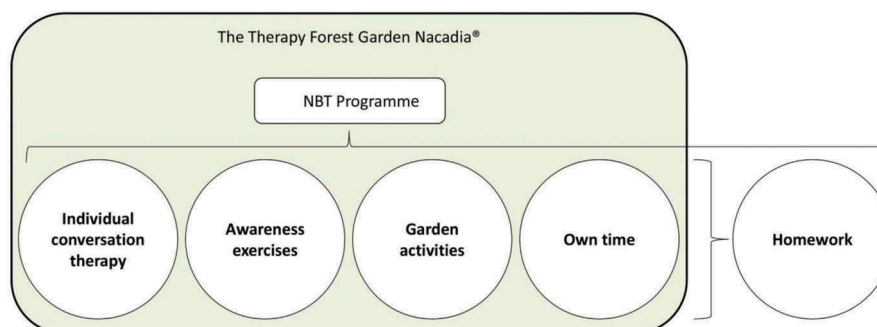 The Therapy Forest Garden Nacadia®
NBT Programme
Individual
conversation
therapy
Awareness
exercises
Garden
activities
Own time
Homework